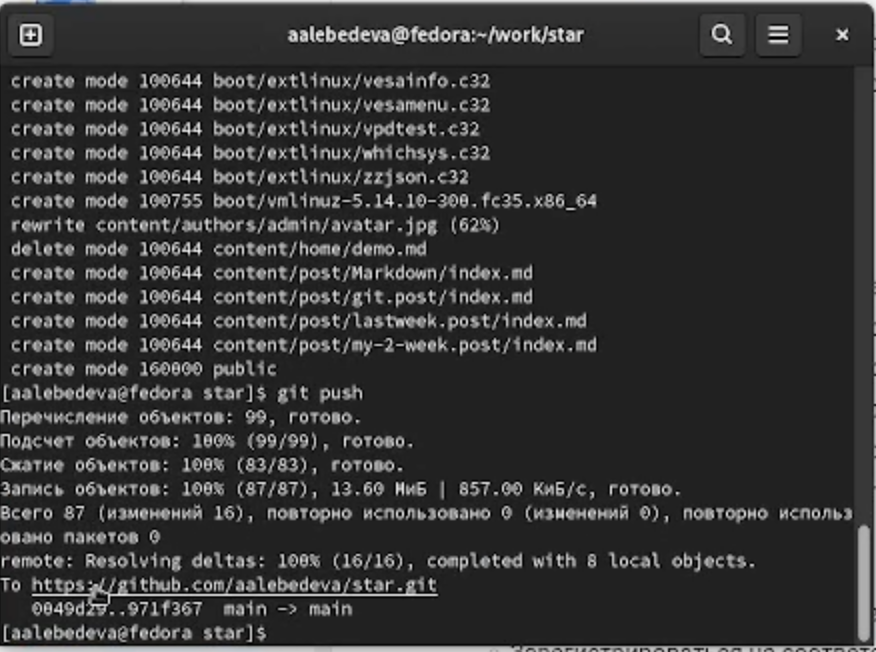 aalebedeva@fedora:~/work/star
create mode 100644 boot/extlinux/vesainfo.c32
create mode 100644 boot/extlinux/vesamenu.c32
create mode 100644 boot/extlinux/vpdtest.c32
create mode 100644 boot/extlinux/whichsys.c32
create mode 100644 boot/extlinux/zzjson.c32
create mode 100755 boot/vmlinuz-5.14.10-300.fc35.x86_64
rewrite content/authors/admin/avatar.jpg (62%)
delete mode 100644 content/home/demo.md
create mode 100644 content/post/Markdown/index.md
create mode 100644 content/post/git.post/index.md
create mode 100644 content/post/lastweek.post/index.md
create mode 100644 content/post/my-2-week.post/index.md
create mode 160000 public
[aalebedeva@fedora star]$ git push
Перечисление объектов: 99, готово.
Подсчет объектов: 100% (99/99), готово.
Сжатие объектов: 100% (83/83), готово.
Запись объектов: 100% (87/87), 13.60 МиБ | 857.00 КиБ/с, готово.
Всего 87 (изменений 16), повторно использовано 0 (изменений 0), повторно использ
овано пакетов 0
remote: Resolving deltas: 100% (16/16), completed with 8 local objects.
To https://github.com/aalebedeva/star.git
0049d29..971f367 main -> main
[aalebedeva@fedora star]$